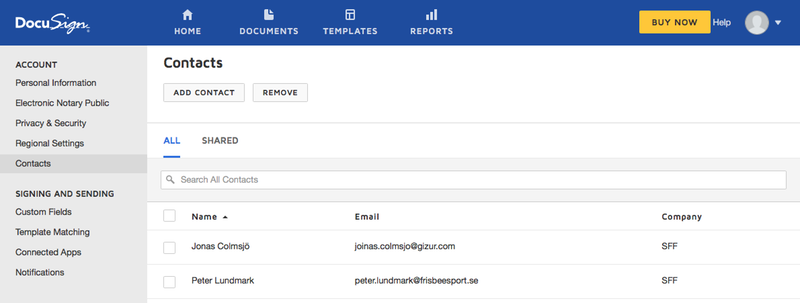 DocuSign
HOME
DOCUMENTS
TEMPLATES
REPORTS
BUY NOW
Help
ACCOUNT
Personal Information
Electronic Notary Public
Privacy & Security
Regional Settings
Contacts
SIGNING AND SENDING
Custom Fields
Template Matching
Connected Apps
Notifications
Contacts
ADD CONTACT
REMOVE
ALL
SHARED
Search All Contacts
Name Email Company
Jonas Colmsjö joinas.colmsjo@gizur.com SFF
Peter Lundmark peter.lundmark@frisbeesport.se SFF